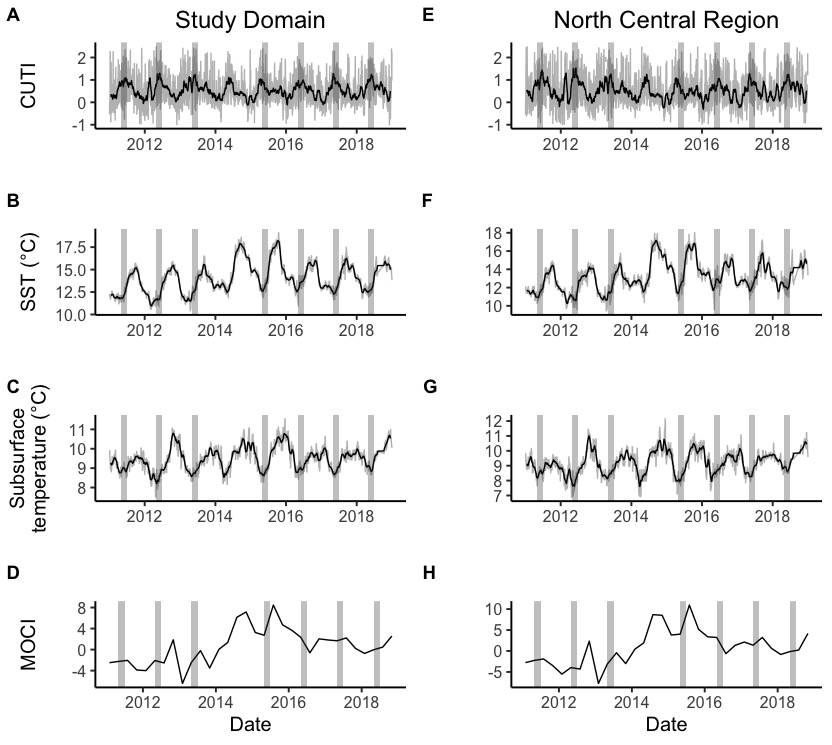 A Study Domain E North Central Region
CUTI
2
1
0
-1
2012 2014 2016 2018
2
1
0
-1
2012 2014 2016 2018
B F
SST (°C)
17.5
15.0
12.5
10.0
2012 2014 2016 2018
18
16
14
12
10
2012 2014 2016 2018
C G
Subsurface
temperature (°C)
11
10
9
8
2012 2014 2016 2018
12
11
10
9
8
7
2012 2014 2016 2018
D H
MOCI
8
4
0
-4
2012 2014 2016 2018
Date
10
5
0
-5
2012 2014 2016 2018
Date